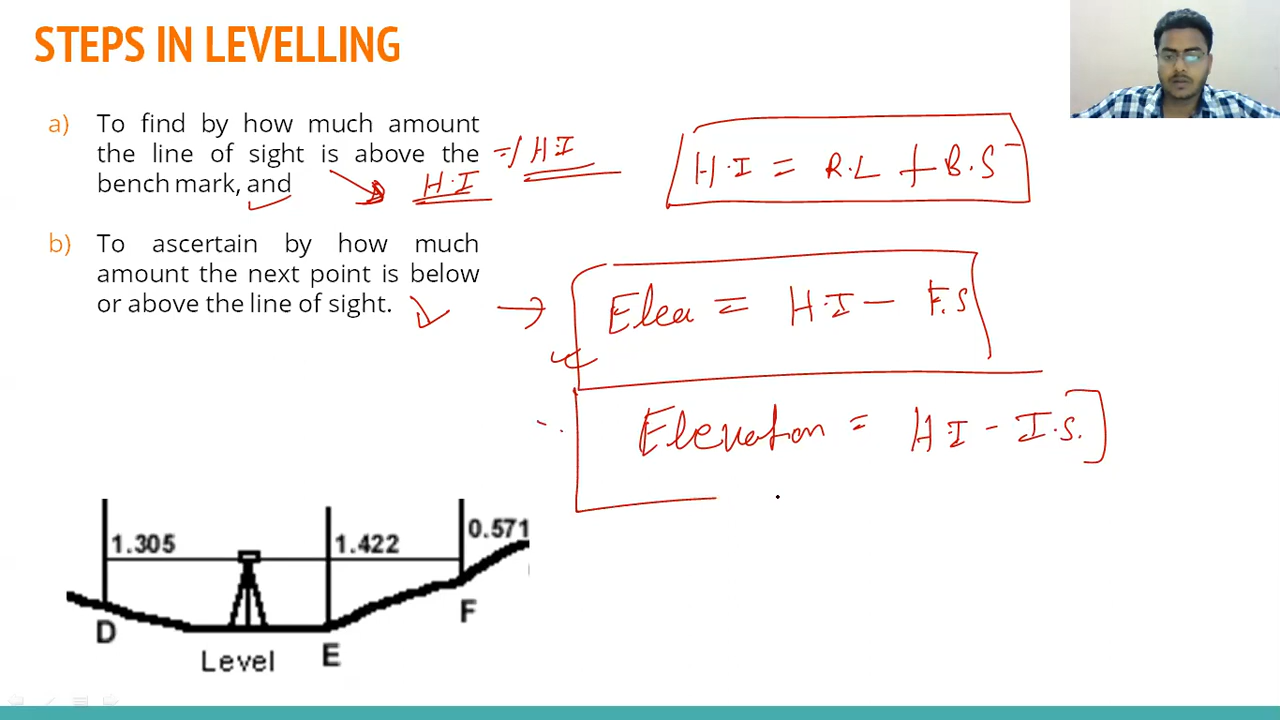 STEPS IN LEVELLING
a) To find by how much amount
the line of sight is above the
bench mark, and
=) H.I
H.I
H.I = R.L + B.S
b) To ascertain by how much
amount the next point is below
or above the line of sight.
Elea = H.I - F.S
Elevation = H I - I.S.
1.305
1.422
0.571
D
Level
E
F